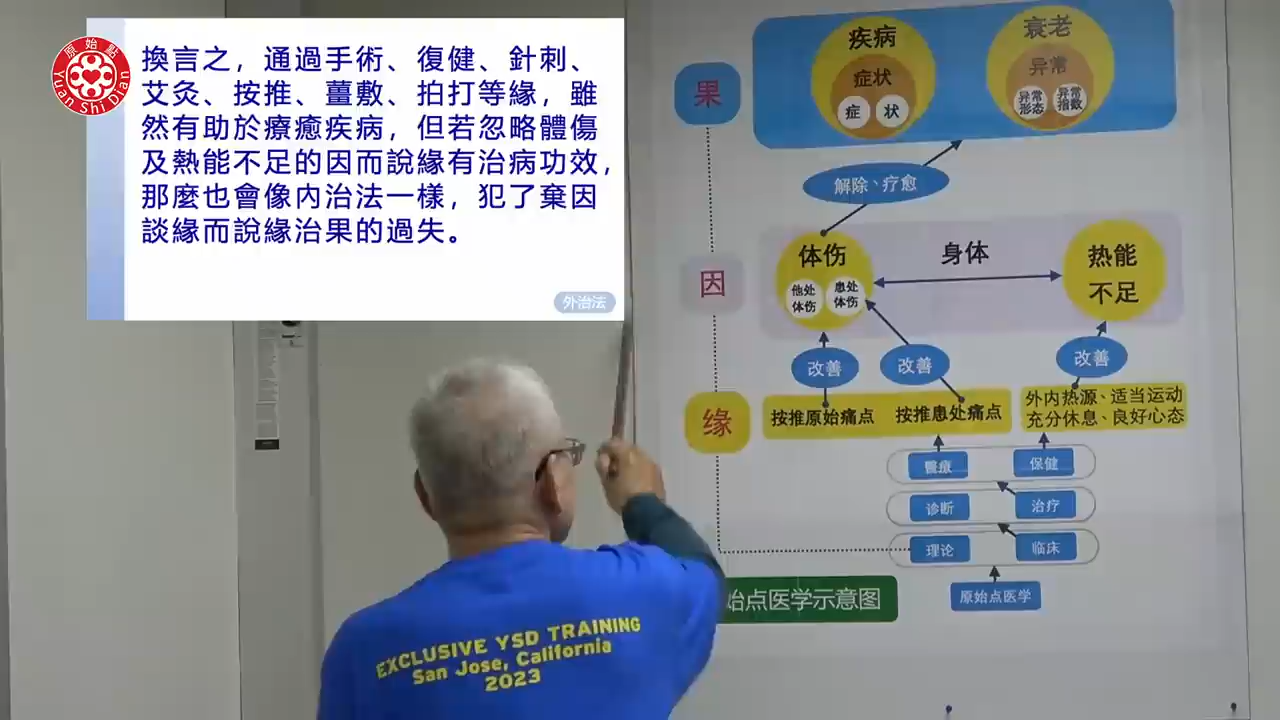 原始點
Yuan Shi Dian
換言之，通過手術、復健、針刺、
艾灸、按推、薑敷、拍打等緣，雖
然有助於療癒疾病，但若忽略體傷
及熱能不足的因而說緣有治病功效，
那麼也會像內治法一樣，犯了棄因
談緣而說緣治果的過失。
外治法
果
疾病
症状
症 状
衰老
异常
异常形态
异常指数
解除、疗愈
因
体伤
他处体伤
患处体伤
身体
热能
不足
改善
改善
改善
缘
按推原始痛点 按推患处痛点
外内热源、适当运动
充分休息、良好心态
醫療
保健
诊断
治疗
理论
临床
原始点医学
始点医学示意图
EXCLUSIVE YSD TRAINING
San Jose, California
2023